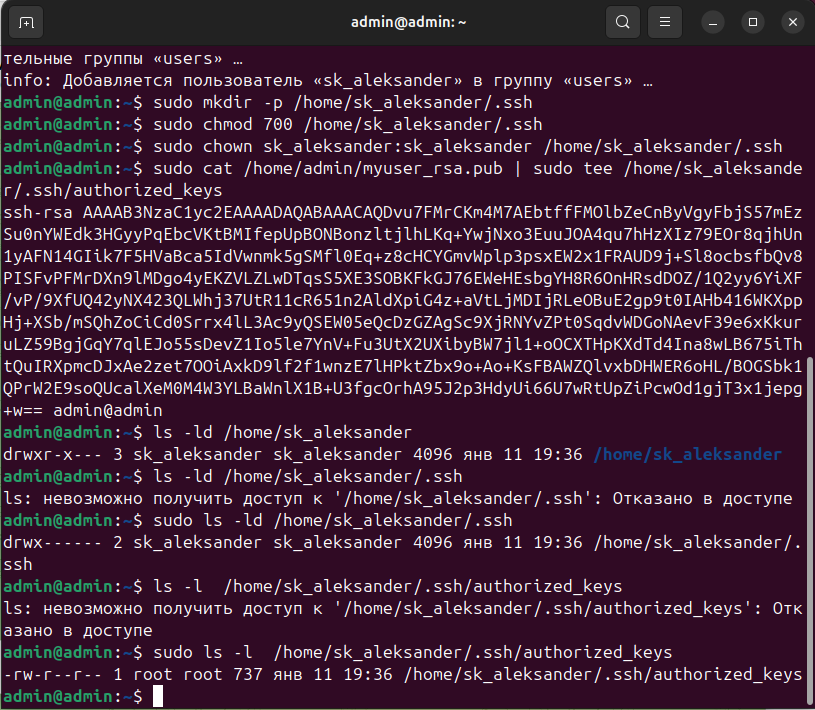 admin@admin: ~
тельные группы «users» …
info: Добавляется пользователь «sk_aleksander» в группу «users» …
admin@admin:~$ sudo mkdir -p /home/sk_aleksander/.ssh
admin@admin:~$ sudo chmod 700 /home/sk_aleksander/.ssh
admin@admin:~$ sudo chown sk_aleksander:sk_aleksander /home/sk_aleksander/.ssh
admin@admin:~$ sudo cat /home/admin/myuser_rsa.pub | sudo tee /home/sk_aleksande
r/.ssh/authorized_keys
ssh-rsa AAAAB3NzaC1yc2EAAAADAQABAAACAQDvu7FMrCKm4M7AEbtffFMOlbZeCnByVgyFbjS57mEz
Su0nYWEdk3HGyyPqEbcVKtBMIfepUpBONBonzltjlhLKq+YwjNxo3EuuJOA4qu7hHzXIz79EOr8qjhUn
1yAFN14GIik7F5HVaBca5IdVwnmk5gSMfl0Eq+z8cHCYGmvWplp3psxEW2x1FRAUD9j+Sl8ocbsfbQv8
PISFvPFMrDXn9lMDgo4yEKZVLZLwDTqsS5XE3SOBKFkGJ76EWeHEsbgYH8R6OnHRsdDOZ/1Q2yy6YiXF
/vP/9XfUQ42yNX423QLWhj37UtR11cR651n2AldXpiG4z+aVtLjMDIjRLeOBuE2gp9t0IAHb416WKXpp
Hj+XSb/mSQhZoCiCd0Srrx4lL3Ac9yQSEW05eQcDzGZAgSc9XjRNYvZPt0SqdvWDGoNAevF39e6xKkur
uLZ59BgjGqY7qlEJo55sDevZ1Io5le7YnV+Fu3UtX2UXibyBW7jl1+oOCXTHpKXdTd4Ina8wLB675iTh
tQuIRXpmcDJxAe2zet7OOiAxkD9lf2f1wnzE7lHPktZbx9o+Ao+KsFBAWZQlvxbDHWER6oHL/BOGSbk1
QPrW2E9soQUcalXeM0M4W3YLBaWnlX1B+U3fgcOrhA95J2p3HdyUi66U7wRtUpZiPcwOd1gjT3x1jepg
+w== admin@admin
admin@admin:~$ ls -ld /home/sk_aleksander
drwxr-x--- 3 sk_aleksander sk_aleksander 4096 янв 11 19:36 /home/sk_aleksander
admin@admin:~$ ls -ld /home/sk_aleksander/.ssh
ls: невозможно получить доступ к '/home/sk_aleksander/.ssh': Отказано в доступе
admin@admin:~$ sudo ls -ld /home/sk_aleksander/.ssh
drwx------ 2 sk_aleksander sk_aleksander 4096 янв 11 19:36 /home/sk_aleksander/.
ssh
admin@admin:~$ ls -l  /home/sk_aleksander/.ssh/authorized_keys
ls: невозможно получить доступ к '/home/sk_aleksander/.ssh/authorized_keys': Отк
азано в доступе
admin@admin:~$ sudo ls -l  /home/sk_aleksander/.ssh/authorized_keys
-rw-r--r-- 1 root root 737 янв 11 19:36 /home/sk_aleksander/.ssh/authorized_keys
admin@admin:~$